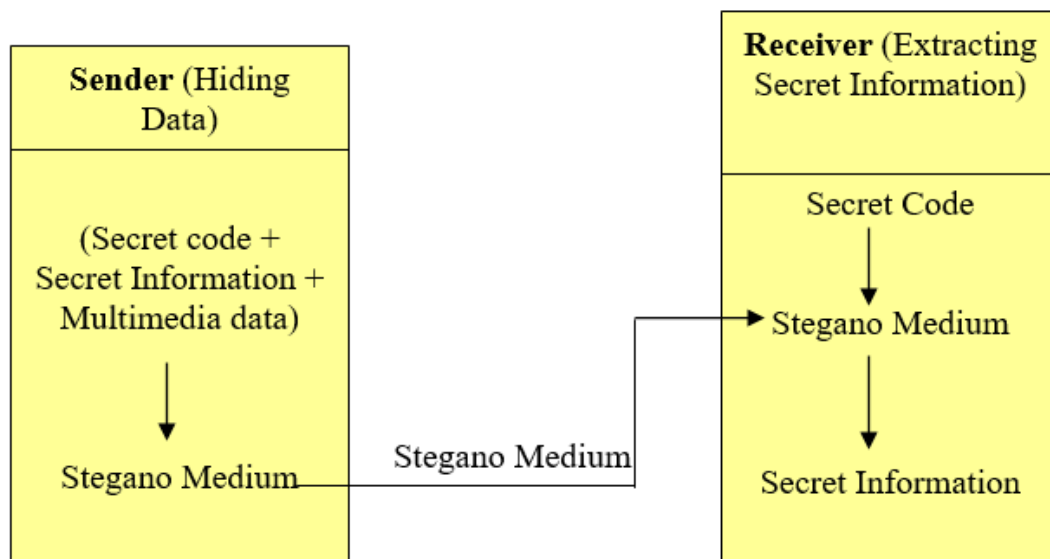 Sender (Hiding
Data)
(Secret code +
Secret Information +
Multimedia data)
Stegano Medium
Stegano Medium
Receiver (Extracting
Secret Information)
Secret Code
Stegano Medium
Secret Information